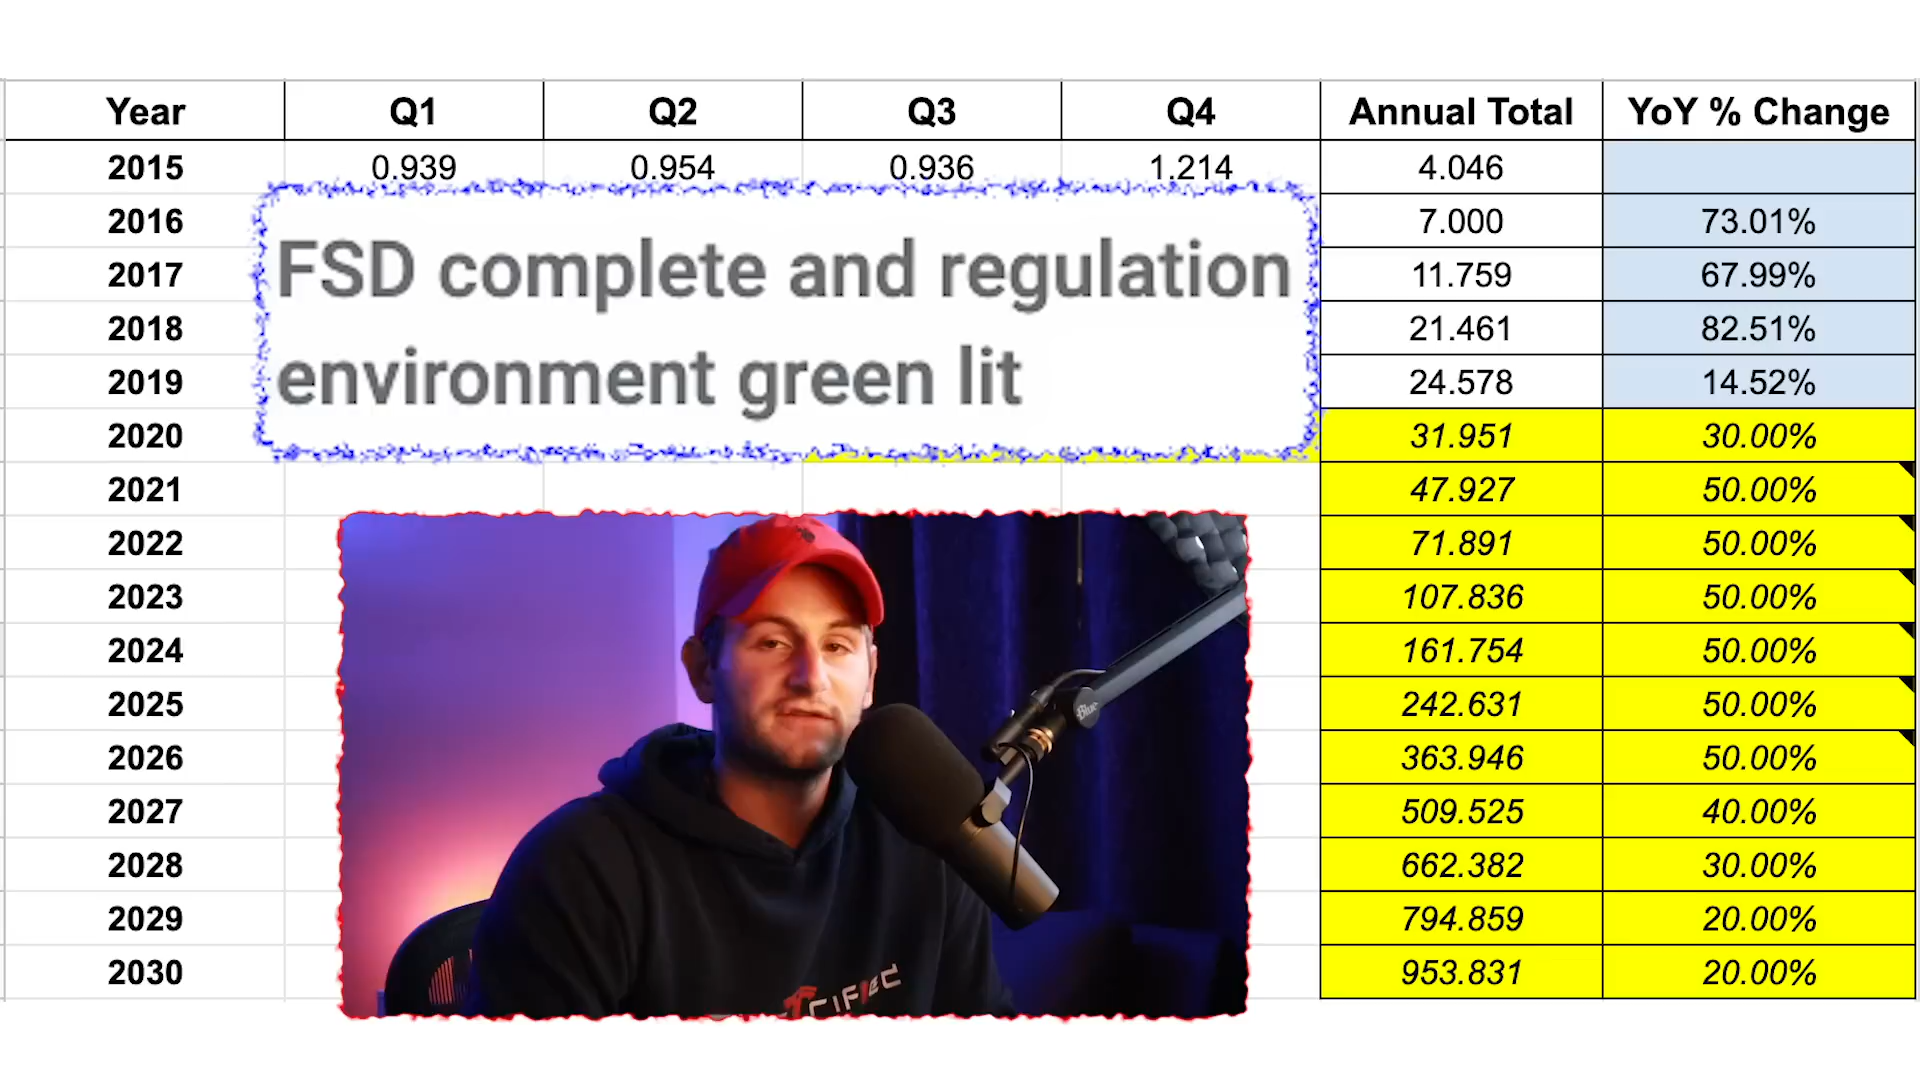 Year Q1 Q2 Q3 Q4 Annual Total YoY % Change
2015 0.939 0.954 0.936 1.214 4.046
2016 7.000 73.01%
2017 11.759 67.99%
2018 21.461 82.51%
2019 24.578 14.52%
FSD complete and regulation
environment green lit
2020 31.951 30.00%
2021 47.927 50.00%
2022 71.891 50.00%
2023 107.836 50.00%
2024 161.754 50.00%
2025 242.631 50.00%
2026 363.946 50.00%
2027 509.525 40.00%
2028 662.382 30.00%
2029 794.859 20.00%
2030 953.831 20.00%
Blue